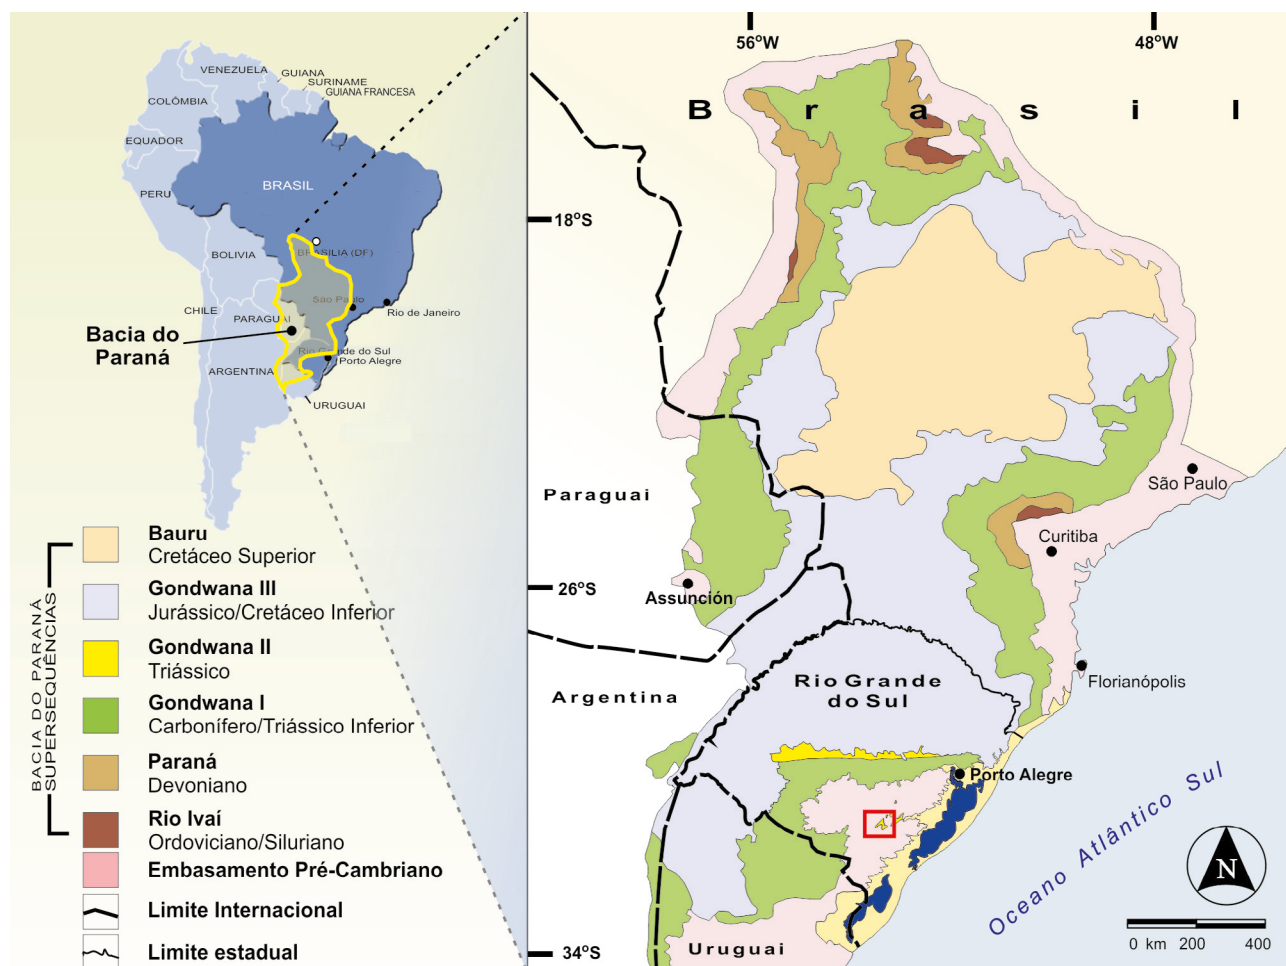 VENEZUELA
GUIANA
SURINAME
GUIANA FRANCESA
COLÔMBIA
EQUADOR
PERU
BRASIL
BOLIVIA
BRASILIA (DF)
São Paulo
Rio de Janeiro
CHILE
PARAGUAI
Bacia do
Paraná
Rio Grande do Sul
Porto Alegre
ARGENTINA
URUGUAI
BACIA DO PARANÁ
SUPERSEQUÊNCIAS
Bauru
Cretáceo Superior
Gondwana III
Jurássico/Cretáceo Inferior
Gondwana II
Triássico
Gondwana I
Carbonífero/Triássico Inferior
Paraná
Devoniano
Rio Ivaí
Ordoviciano/Siluriano
Embasamento Pré-Cambriano
Limite Internacional
Limite estadual
56ºW
48ºW
Brasil
18ºS
Paraguai
São Paulo
Curitiba
26ºS
Assunción
Florianópolis
Argentina
Rio Grande
do Sul
Porto Alegre
Oceano Atlântico Sul
N
Uruguai
34ºS
0 km 200 400